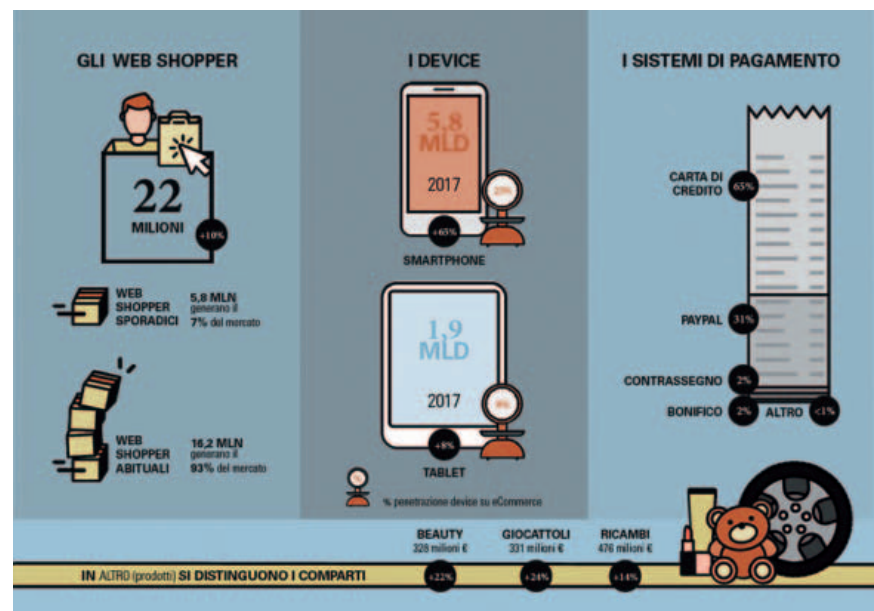 GLI WEB SHOPPER
22
MILIONI
+10%
WEB
SHOPPER
SPORADICI
5,8 MLN
generano il
7% del mercato
WEB
SHOPPER
ABITUALI
16,2 MLN
generano il
93% del mercato
I DEVICE
5,8
MLD
2017
+65%
SMARTPHONE
1,9
MLD
2017
+8%
TABLET
%
% penetrazione device su eCommerce
I SISTEMI DI PAGAMENTO
CARTA DI
CREDITO
65%
PAYPAL
31%
CONTRASSEGNO
2%
BONIFICO
2%
ALTRO
<1%
IN ALTRO (prodotti) SI DISTINGUONO I COMPARTI
BEAUTY
328 milioni €
+22%
GIOCATTOLI
331 milioni €
+24%
RICAMBI
476 milioni €
+14%